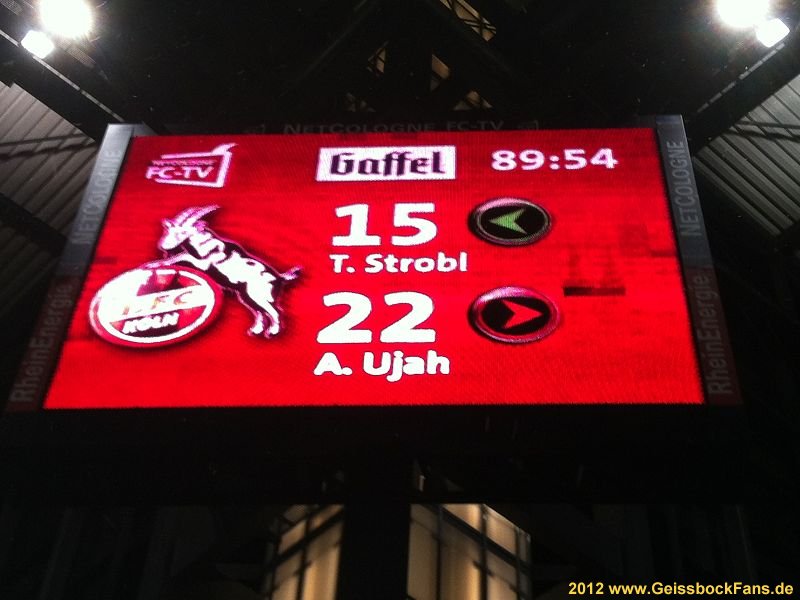 NETCOLOGNE FC-TV
FC-TV
Gaffel
89:54
15
T. Strobl
1.FC
KÖLN
22
A. Ujah
NETCOLOGNE
RheinEnergie
NETCOLOGNE
RheinEnergie
2012 www.GeissbockFans.de